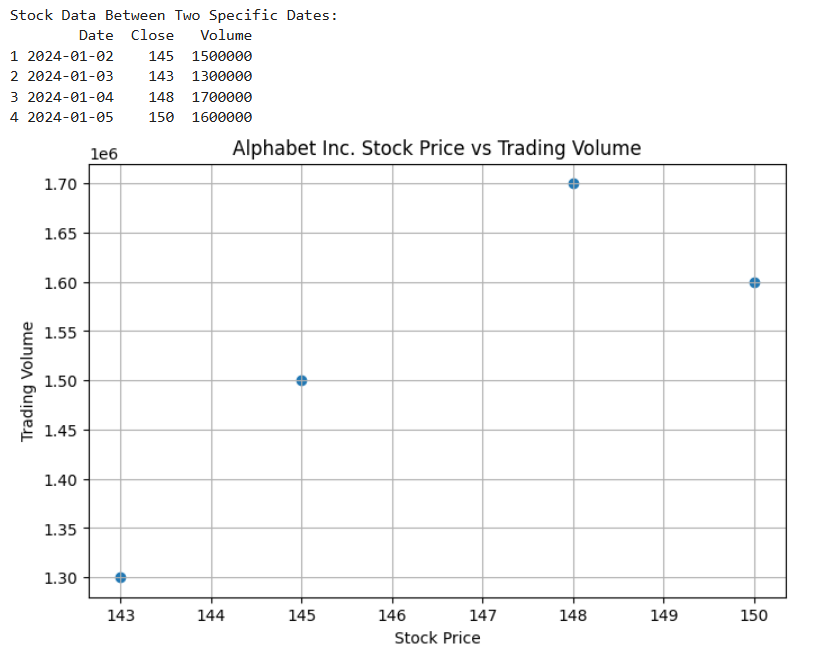 Stock Data Between Two Specific Dates:
Date Close Volume
1 2024-01-02 145 1500000
2 2024-01-03 143 1300000
3 2024-01-04 148 1700000
4 2024-01-05 150 1600000
Alphabet Inc. Stock Price vs Trading Volume
1e6
1.70
1.65
1.60
1.55
1.50
1.45
1.40
1.35
1.30
Trading Volume
143 144 145 146 147 148 149 150
Stock Price